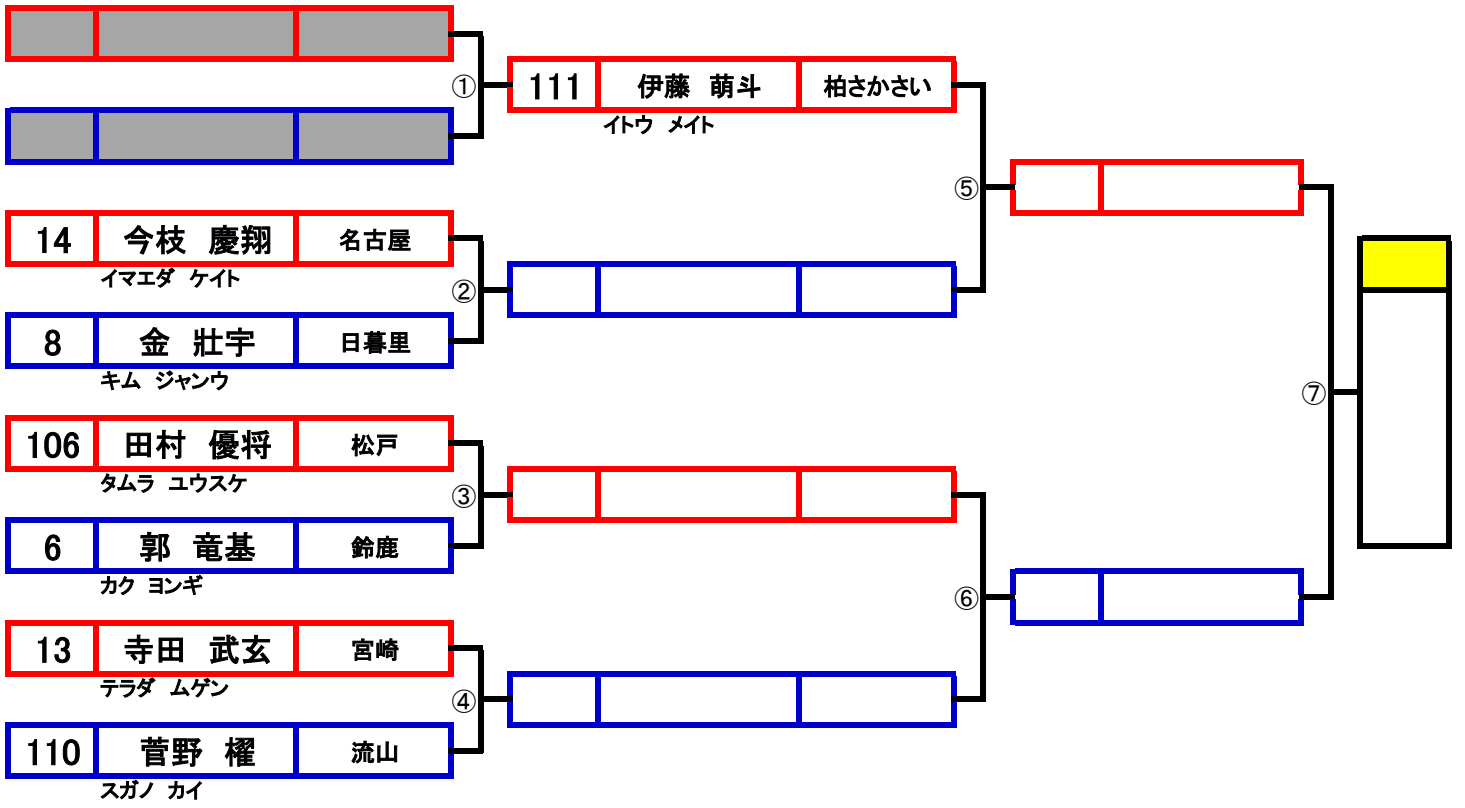 ① 111 伊藤 萌斗 柏さかさい
イトウ メイト
⑤
14 今枝 慶翔 名古屋
イマエダ ケイト
②
8 金 壯宇 日暮里
キム ジャンウ
⑦
106 田村 優将 松戸
タムラ ユウスケ
③
6 郭 竜基 鈴鹿
カク ヨンギ
⑥
13 寺田 武玄 宮崎
テラダ ムゲン
④
110 菅野 櫂 流山
スガノ カイ